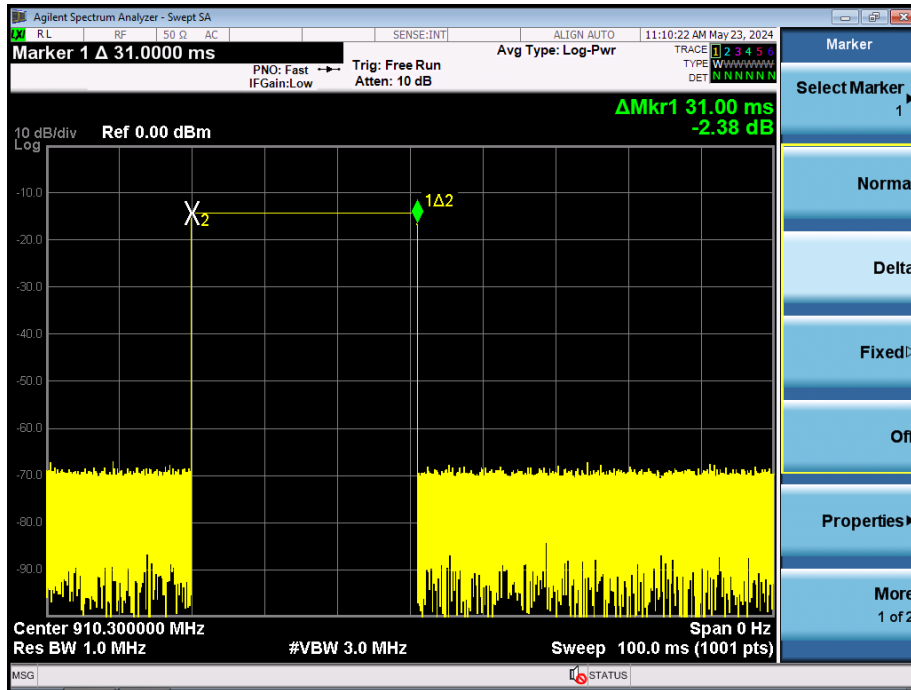 Agilent Spectrum Analyzer - Swept SA
LXI RL RF 50 Ω AC SENSE:INT ALIGN AUTO 11:10:22 AM May 23, 2024
Marker 1 Δ 31.0000 ms
PNO: Fast
IFGain:Low
Trig: Free Run
Atten: 10 dB
Avg Type: Log-Pwr
TRACE 1 2 3 4 5 6
TYPE WWWWWW
DET N N N N N N
ΔMkr1 31.00 ms
-2.38 dB
10 dB/div
Log
Ref 0.00 dBm
-10.0
-20.0
-30.0
-40.0
-50.0
-60.0
-70.0
-80.0
-90.0
X2
1Δ2
Center 910.300000 MHz
Span 0 Hz
Res BW 1.0 MHz
#VBW 3.0 MHz
Sweep 100.0 ms (1001 pts)
MSG
STATUS
Marker
Select Marker
1
Norma
Delta
Fixed
Off
Properties
More
1 of 2